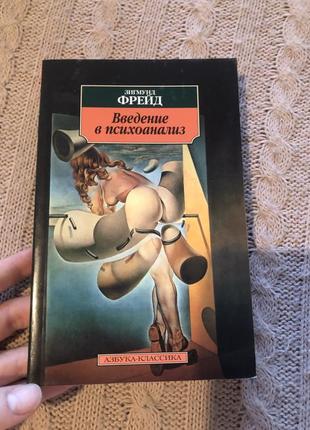 ЗИГМУНД
ФРЕЙД
Введение
в психоанализ
АЗБУКА-КЛАССИКА